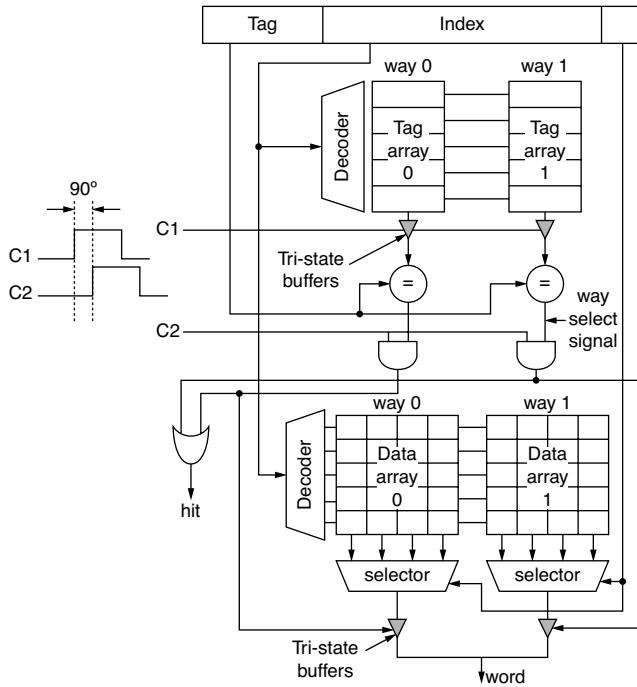 Tag
Index
way 0
way 1
Decoder
Tag
array
0
Tag
array
1
90º
C1
C2
C1
Tri-state
buffers
=
=
way
select
signal
C2
way 0
way 1
Decoder
Data
array
0
Data
array
1
hit
selector
selector
Tri-state
buffers
word